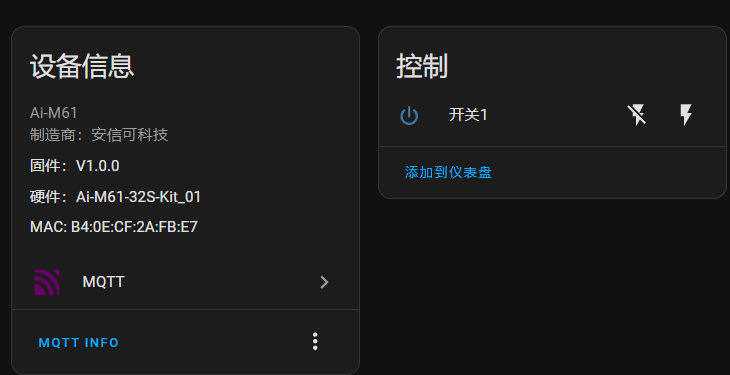 设备信息
Ai-M61
制造商：安信可科技
固件：V1.0.0
硬件：Ai-M61-32S-Kit_01
MAC: B4:0E:CF:2A:FB:E7
MQTT
MQTT INFO
控制
开关1
添加到仪表盘